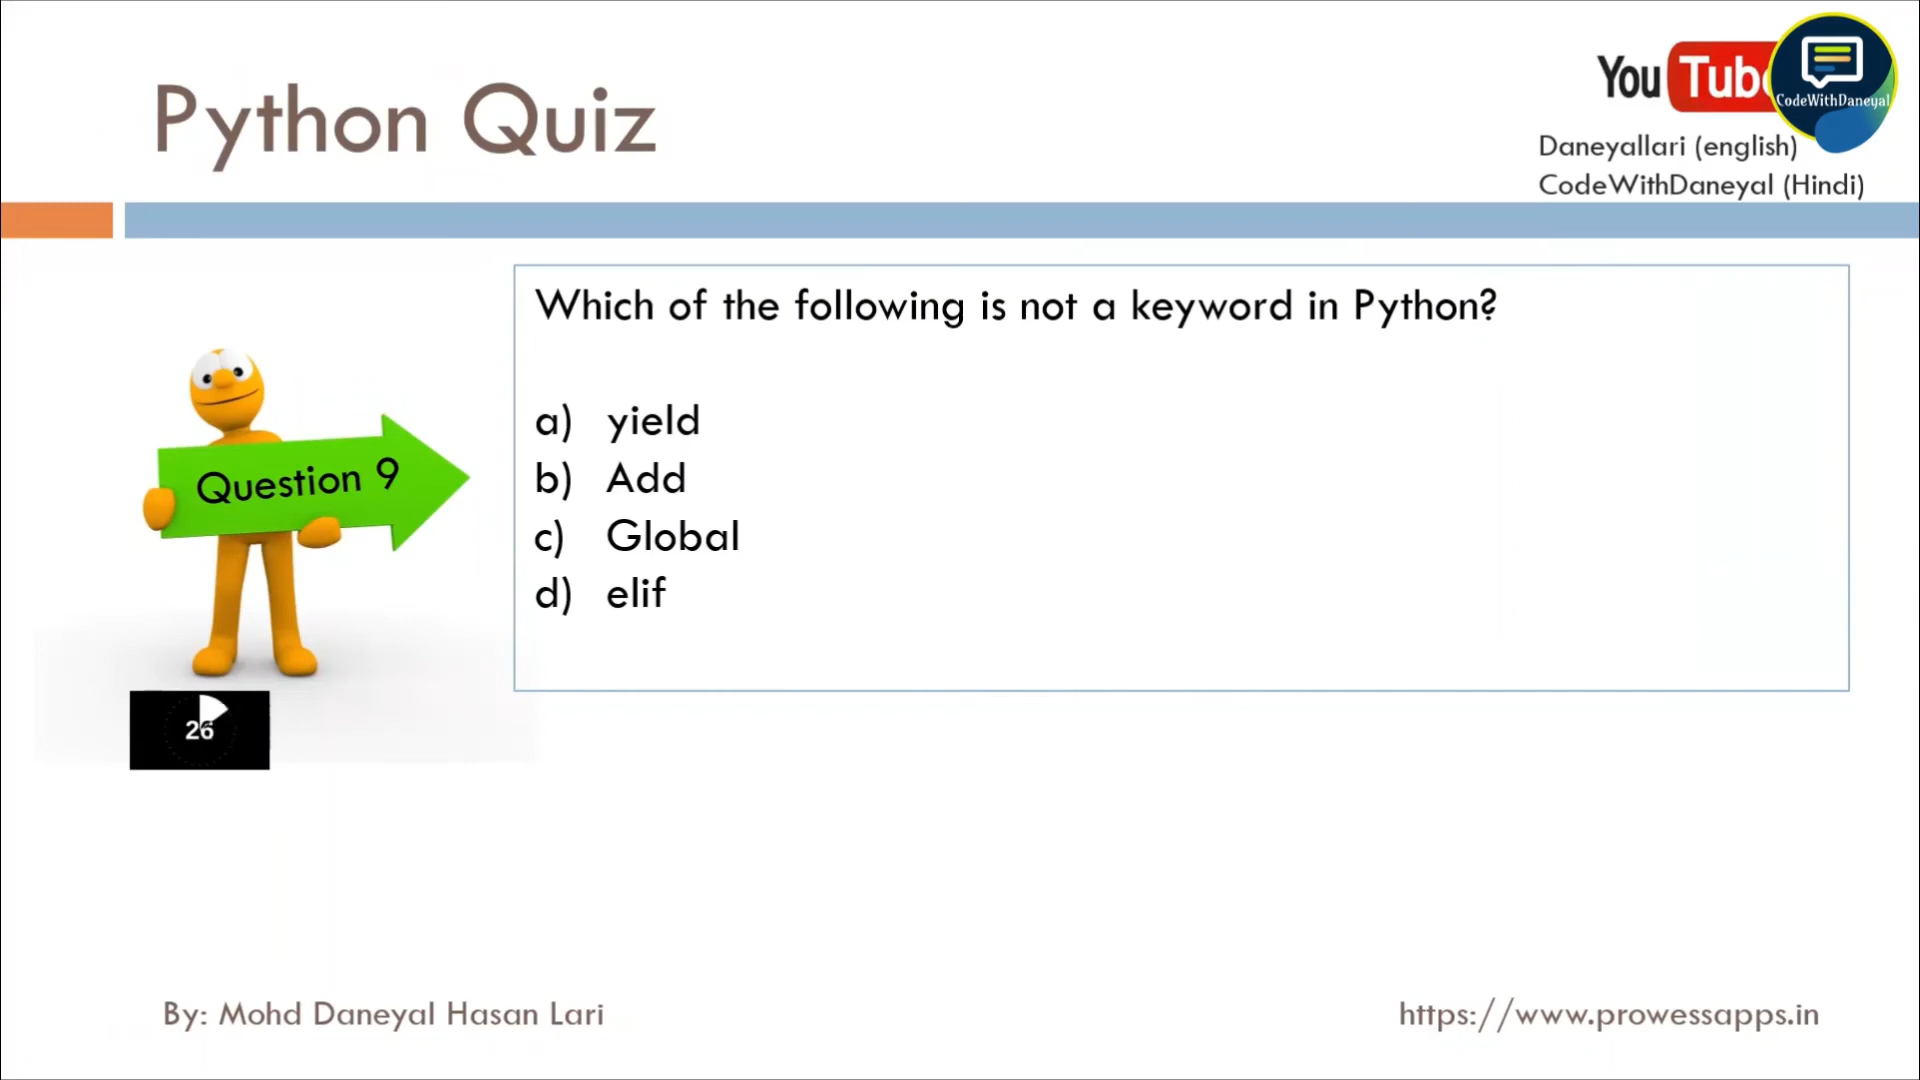 Python Quiz
YouTube
CodeWithDaneyal
Daneyallari (english)
CodeWithDaneyal (Hindi)
Which of the following is not a keyword in Python?
a) yield
b) Add
c) Global
d) elif
Question 9
26
By: Mohd Daneyal Hasan Lari
https://www.prowessapps.in